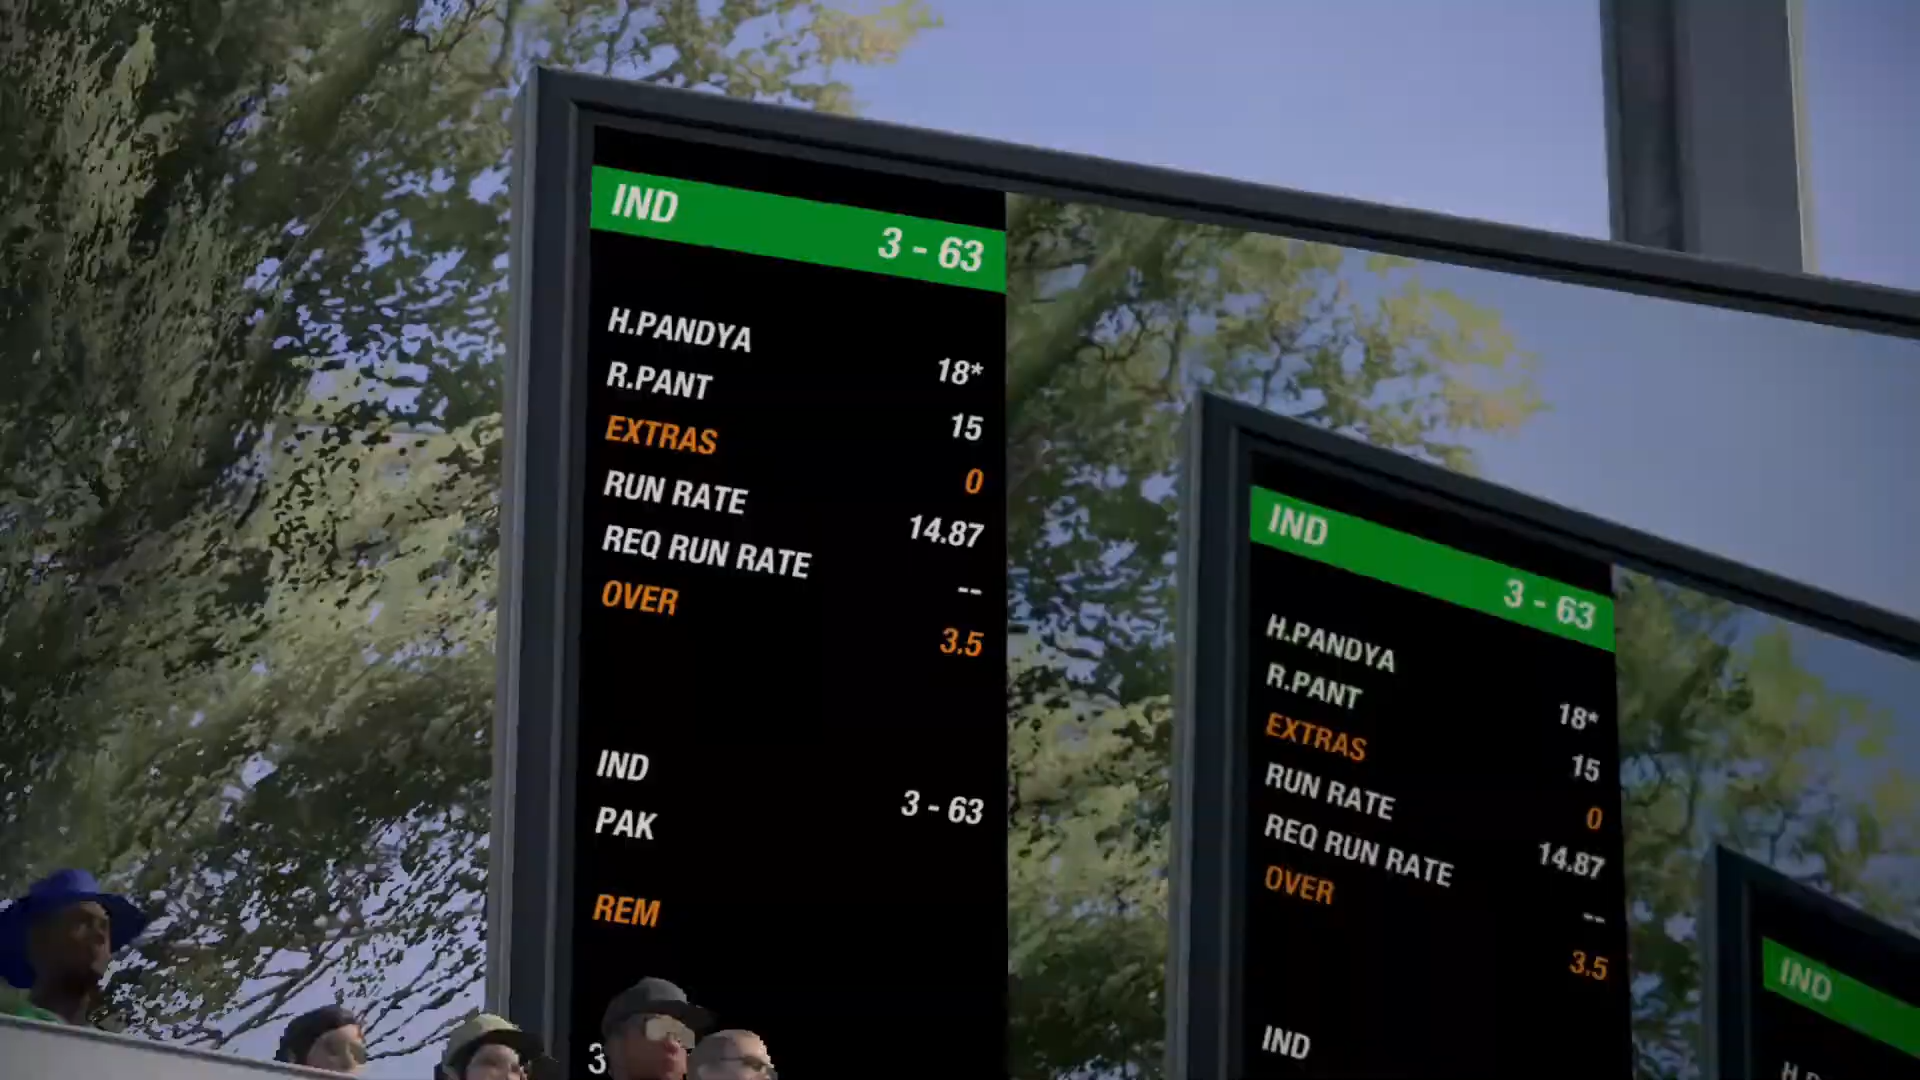 IND 3 - 63
H.PANDYA 18*
R.PANT 15
EXTRAS 0
RUN RATE 14.87
REQ RUN RATE --
OVER 3.5
IND 3 - 63
PAK
REM
3
IND 3 - 63
H.PANDYA 18*
R.PANT 15
EXTRAS 0
RUN RATE 14.87
REQ RUN RATE --
OVER 3.5
IND
IND